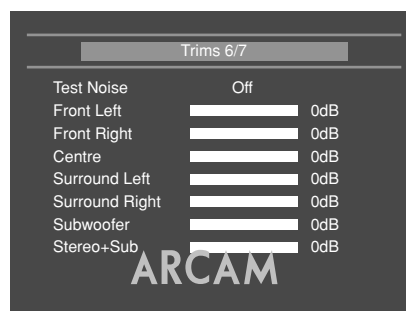 Trims 6/7
Test Noise Off
Front Left 0dB
Front Right 0dB
Centre 0dB
Surround Left 0dB
Surround Right 0dB
Subwoofer 0dB
Stereo+Sub 0dB
ARCAM